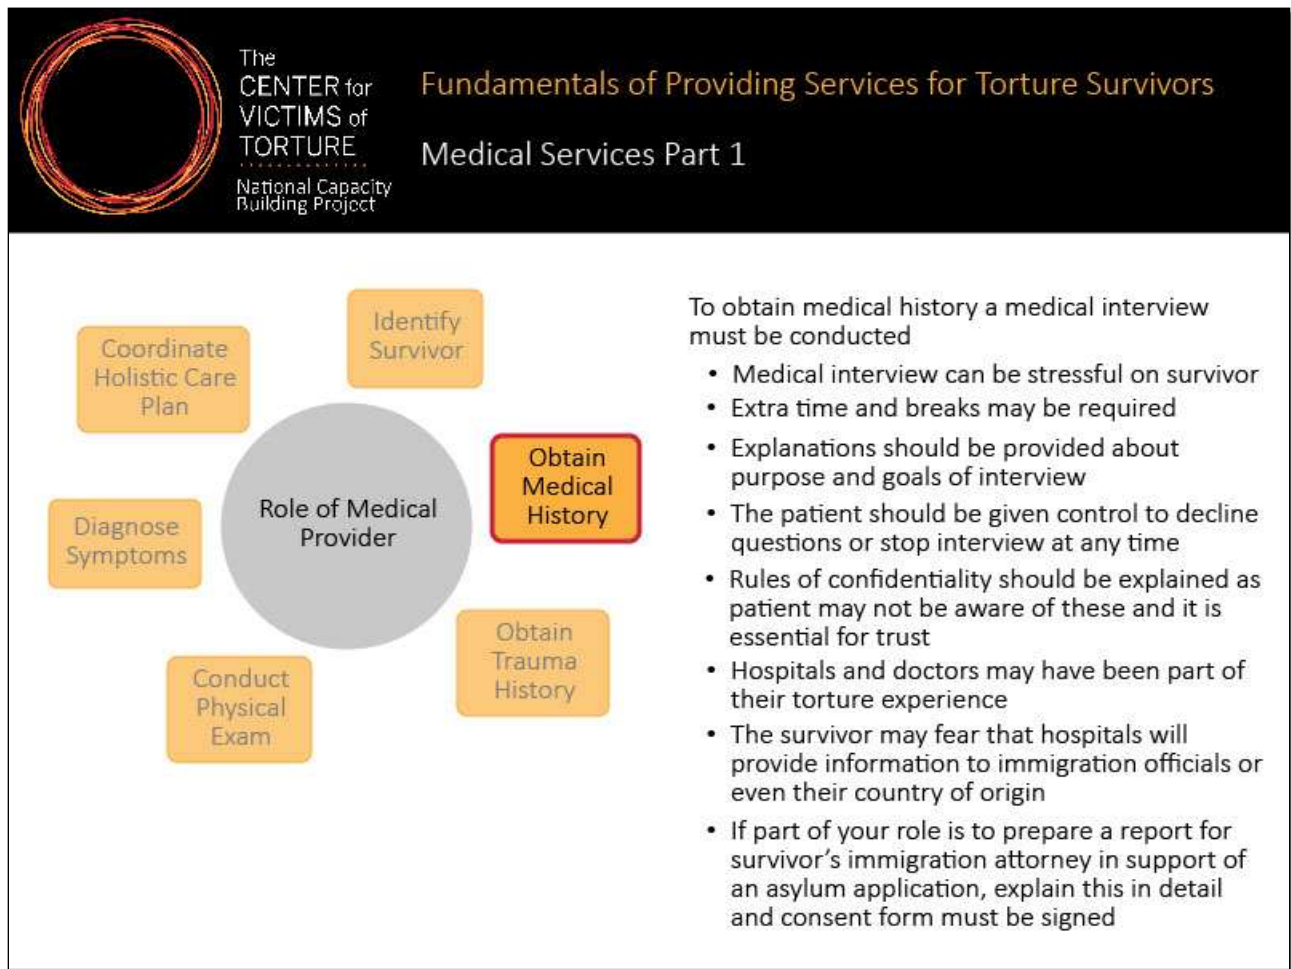 The
CENTER for
VICTIMS of
TORTURE
National Capacity
Building Project
Fundamentals of Providing Services for Torture Survivors
Medical Services Part 1
Identify
Survivor
Coordinate
Holistic Care
Plan
Obtain
Medical
History
Role of Medical
Provider
Diagnose
Symptoms
Obtain
Trauma
History
Conduct
Physical
Exam
To obtain medical history a medical interview
must be conducted
• Medical interview can be stressful on survivor
• Extra time and breaks may be required
• Explanations should be provided about
purpose and goals of interview
• The patient should be given control to decline
questions or stop interview at any time
• Rules of confidentiality should be explained as
patient may not be aware of these and it is
essential for trust
• Hospitals and doctors may have been part of
their torture experience
• The survivor may fear that hospitals will
provide information to immigration officials or
even their country of origin
• If part of your role is to prepare a report for
survivor’s immigration attorney in support of
an asylum application, explain this in detail
and consent form must be signed